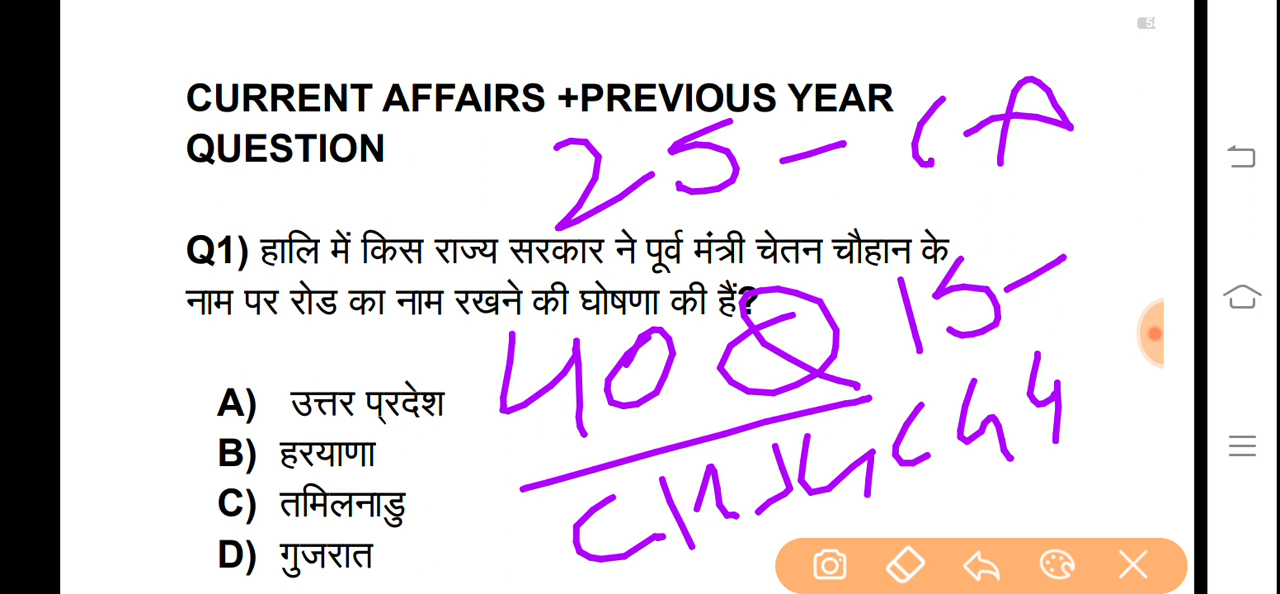 CURRENT AFFAIRS +PREVIOUS YEAR
QUESTION
25 - CA
Q1) हालि में किस राज्य सरकार ने पूर्व मंत्री चेतन चौहान के
नाम पर रोड का नाम रखने की घोषणा की हैं?
15 -
40 Q
A) उत्तर प्रदेश
B) हरयाणा
C) तमिलनाडु
D) गुजरात